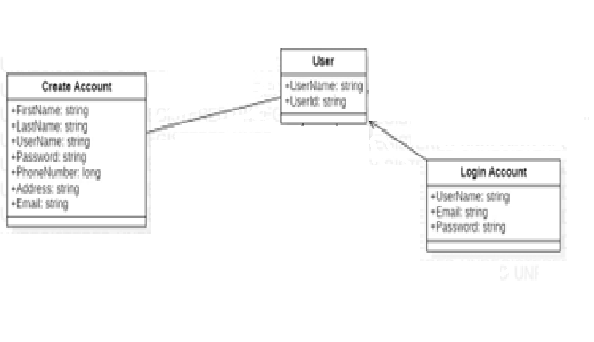 Create Account
+FirstName: string
+LastName: string
+UserName: string
+Password: string
+PhoneNumber: long
+Address: string
+Email: string
User
+UserName: string
+UserId: string
Login Account
+UserName: string
+Email: string
+Password: string